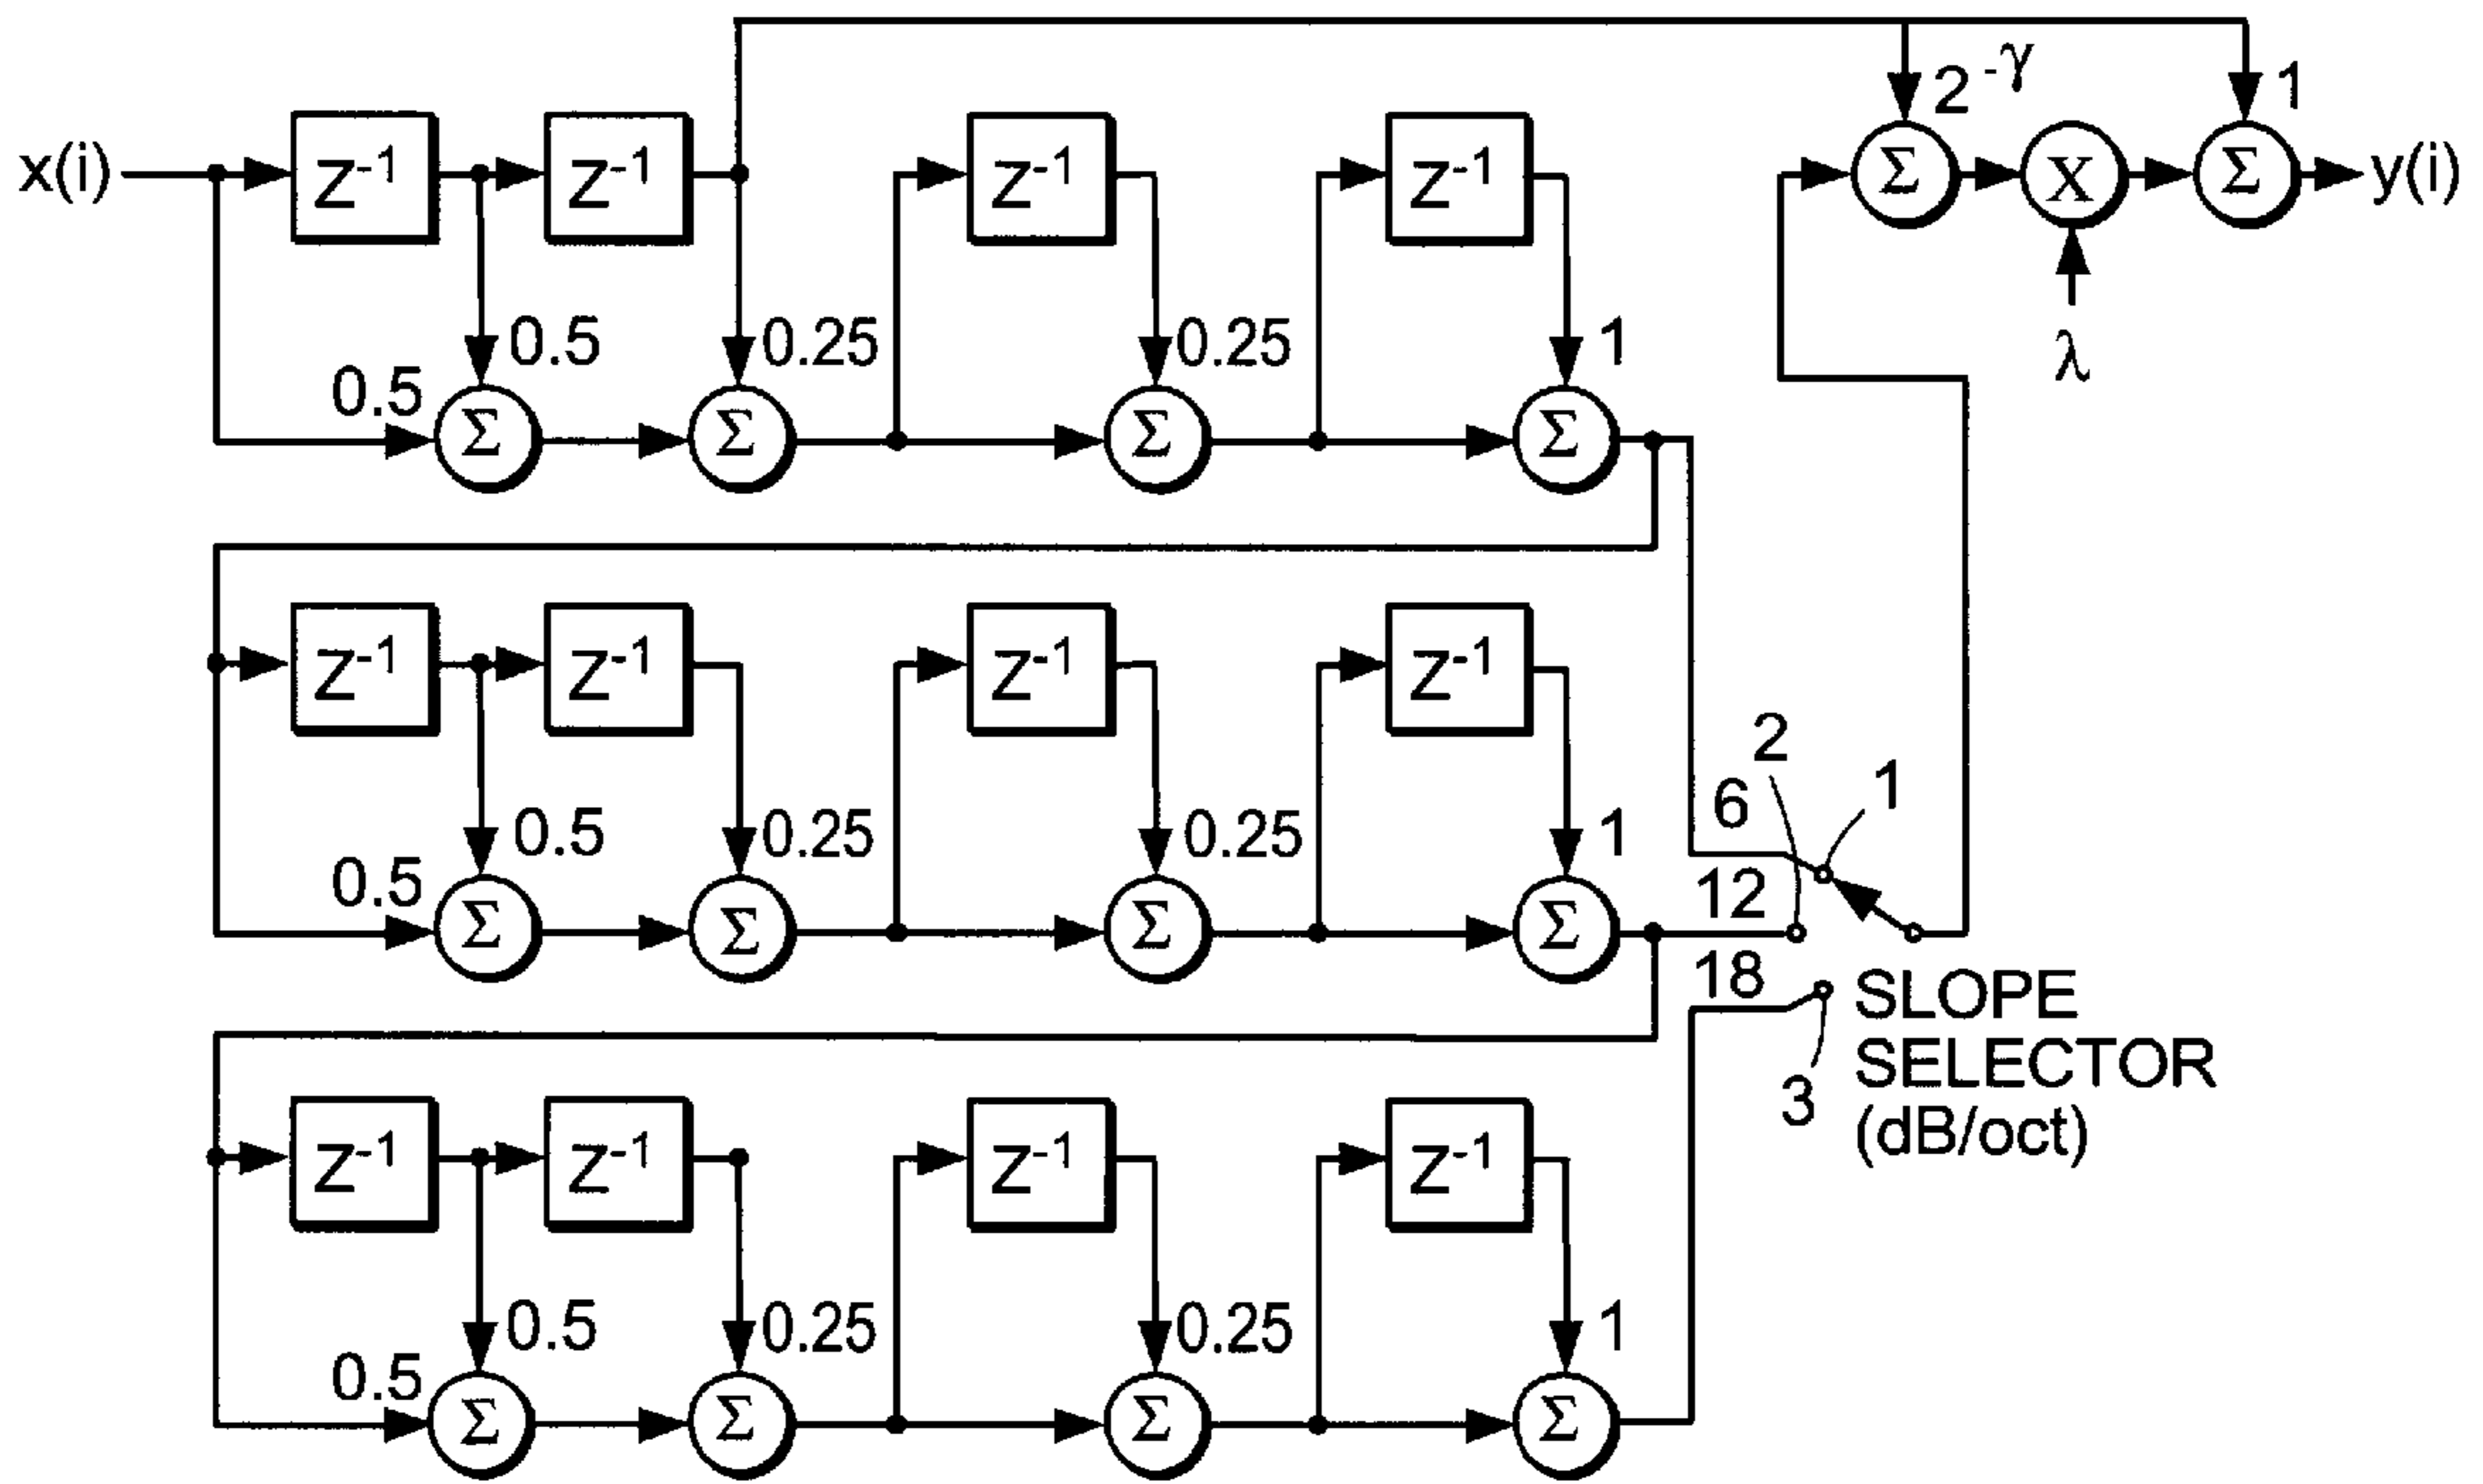 2^-γ 1
x(i) z^-1 z^-1 z^-1 z^-1 Σ X Σ y(i)
0.5 0.25 0.25 1 λ
0.5
Σ Σ Σ Σ
z^-1 z^-1 z^-1 z^-1
2
1
6
0.5 0.25 0.25 1
0.5
12
Σ Σ Σ Σ
18
SLOPE
SELECTOR
(dB/oct)
3
z^-1 z^-1 z^-1 z^-1
0.5 0.25 0.25 1
0.5
Σ Σ Σ Σ